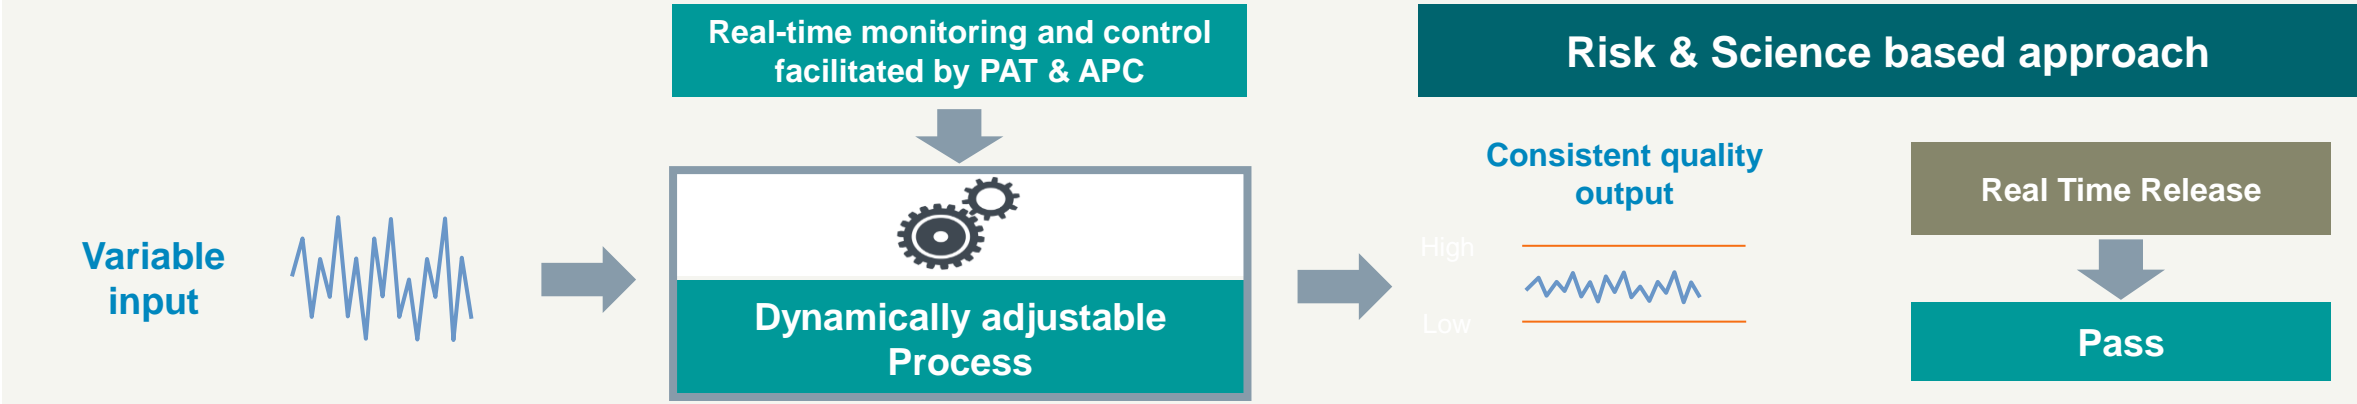 Real-time monitoring and control
facilitated by PAT & APC
Risk & Science based approach
Variable
input
Dynamically adjustable
Process
Consistent quality
output
High
Low
Real Time Release
Pass